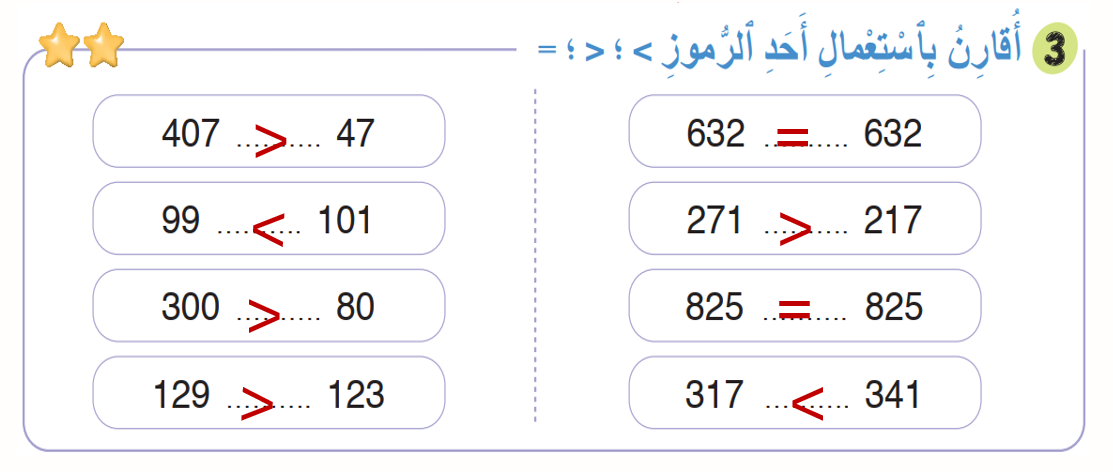 3 أُقارِنُ بِٱسْتِعْمالِ أَحَدِ ٱلرُّموزِ > ؛ < ؛ =
632 .....=..... 632
271 .....>..... 217
825 .....=..... 825
317 .....<..... 341
407 .....>..... 47
99 .....<..... 101
300 .....>..... 80
129 .....>..... 123